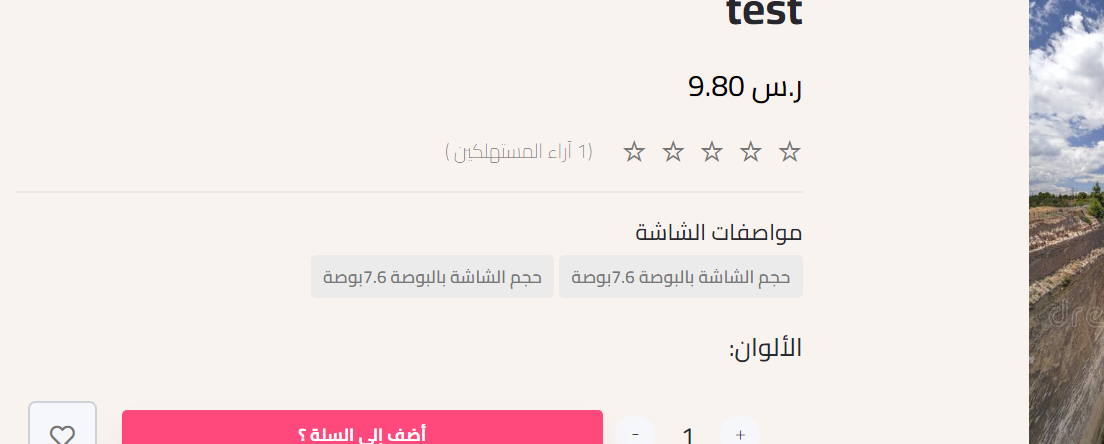 test
ر.س 9.80
(1 آراء المستهلكين )
مواصفات الشاشة
حجم الشاشة بالبوصة 7.6بوصة
حجم الشاشة بالبوصة 7.6بوصة
الألوان:
+ 1 -
أضف إلى السلة ؟
dre